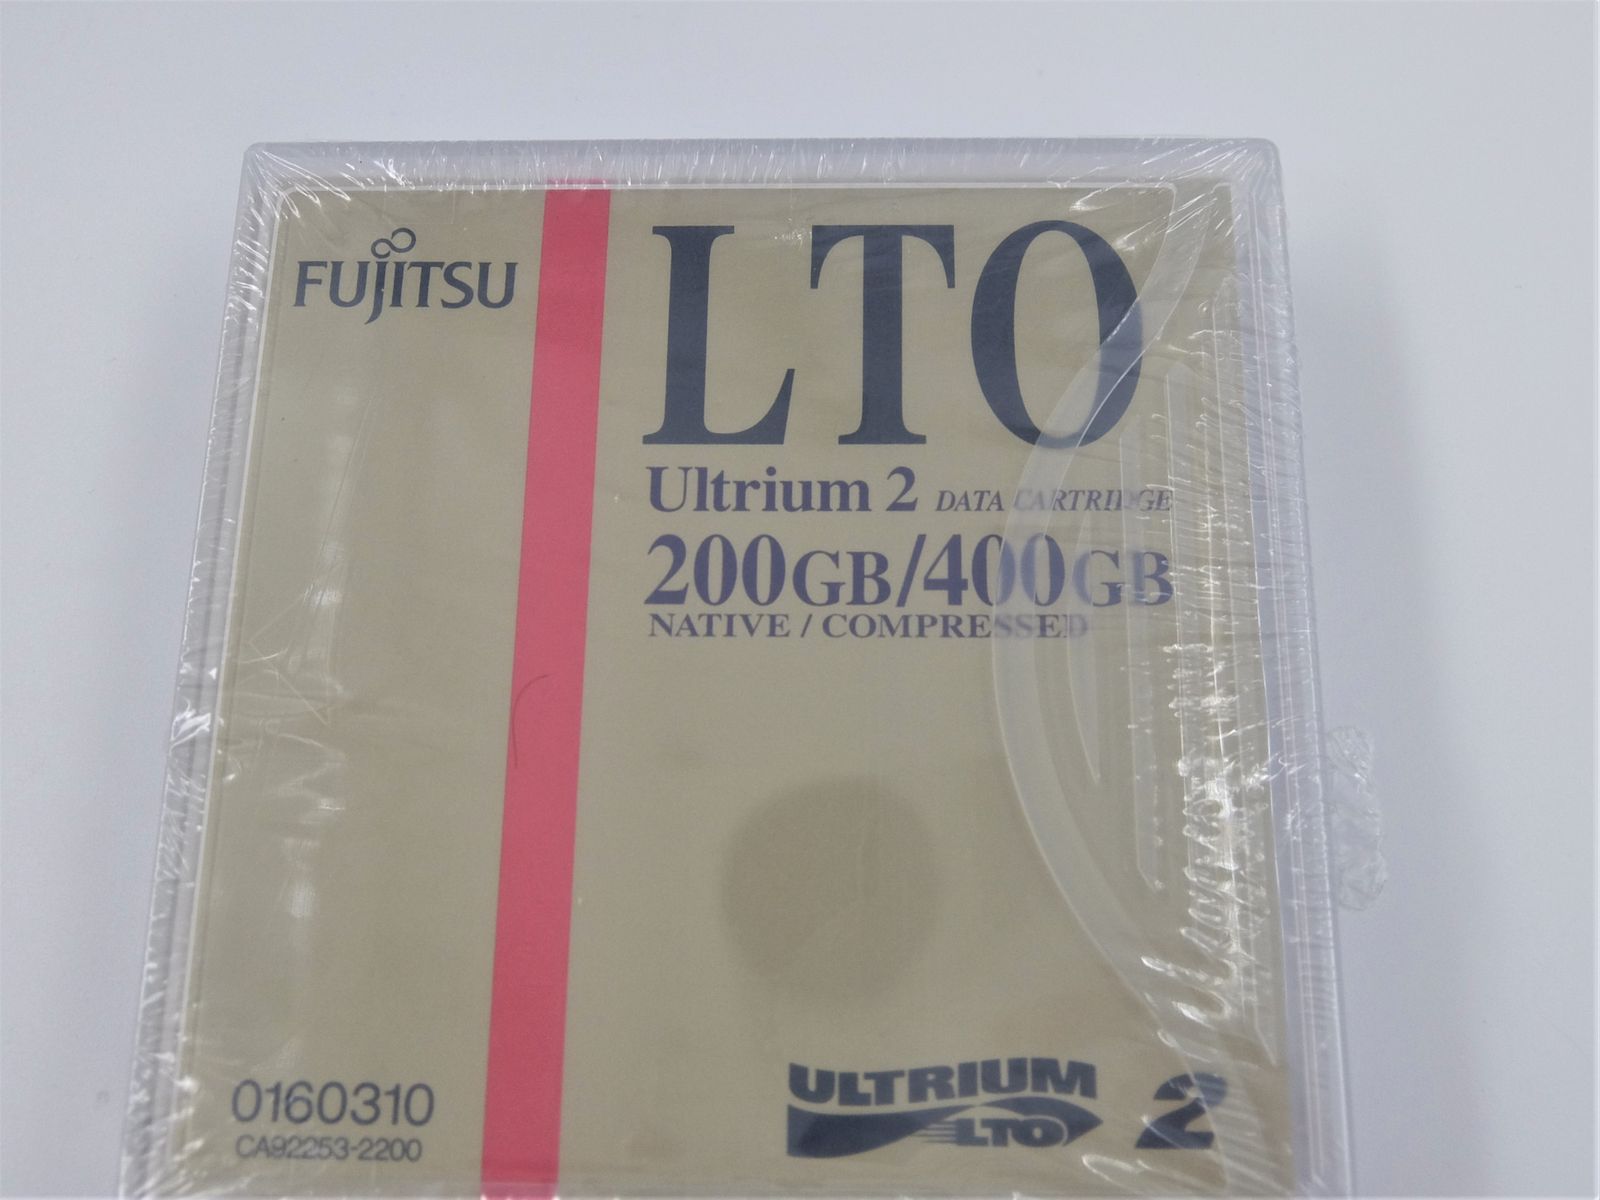 FUJITSU
LTO
Ultrium 2 DATA CARTRIDGE
200GB/400GB
NATIVE / COMPRESSED
0160310
CA92253-2200
ULTRIUM 2
LTO